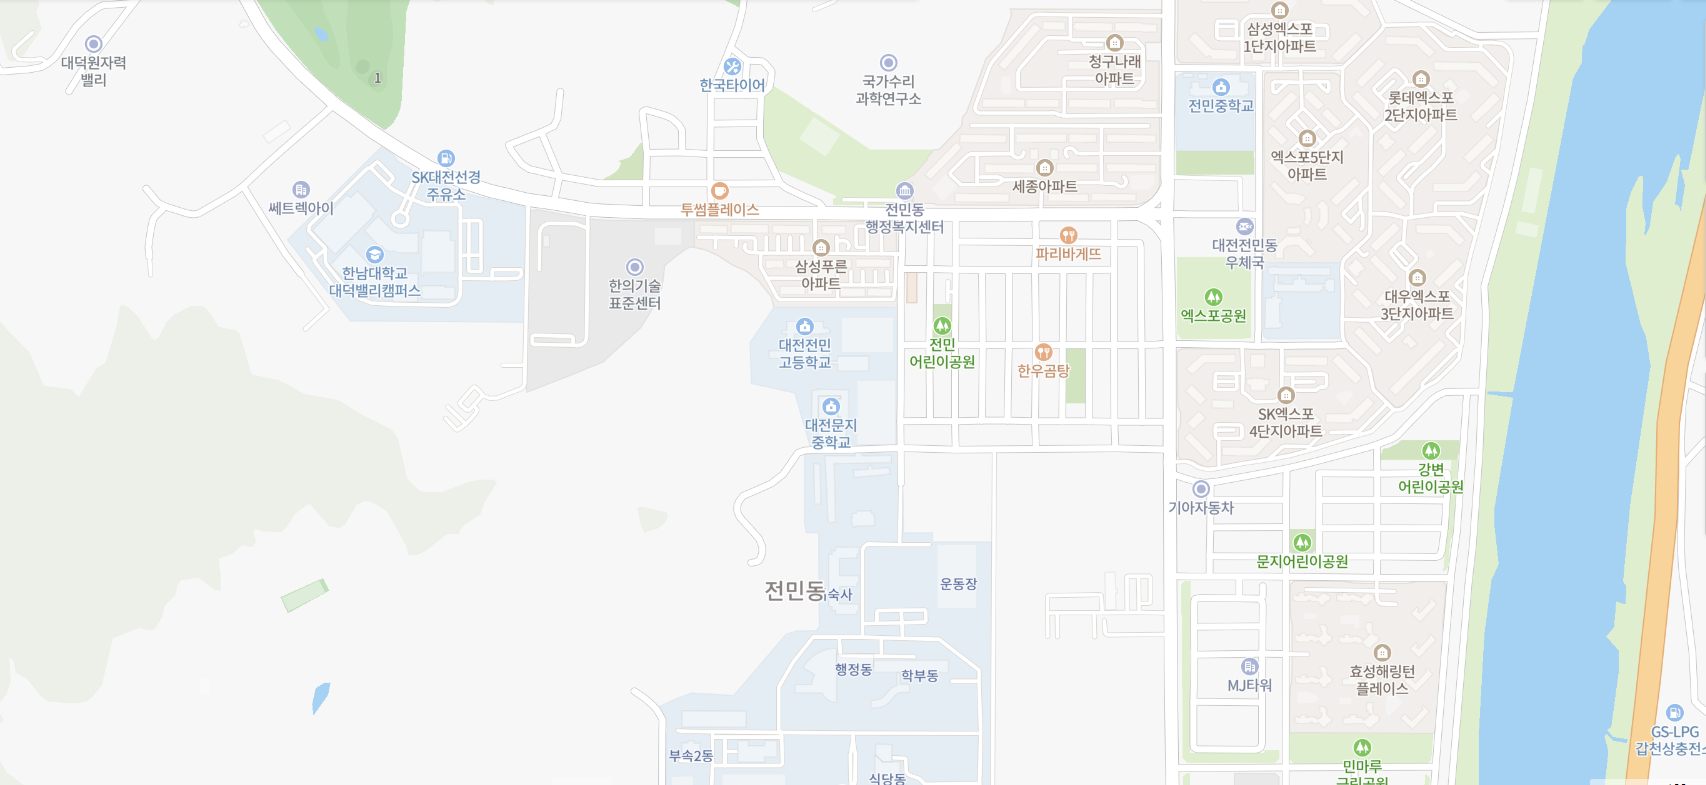 삼성엑스포
1단지아파트
대덕원자력
밸리
청구나래
아파트
1
한국타이어
국가수리
과학연구소
전민중학교
롯데엑스포
2단지아파트
엑스포5단지
아파트
SK대전선경
주유소
세종아파트
쎄트렉아이
투썸플레이스
전민동
행정복지센터
대전전민동
우체국
파리바게뜨
삼성푸른
아파트
한남대학교
대덕밸리캠퍼스
한의기술
표준센터
대우엑스포
3단지아파트
엑스포공원
대전전민
고등학교
전민
어린이공원
한우곰탕
대전문지
중학교
SK엑스포
4단지아파트
강변
어린이공원
기아자동차
문지어린이공원
전민동
숙사
운동장
행정동
학부동
효성해링턴
플레이스
MJ타워
GS-LPG
갑천상충전소
부속2동
식당동
민마루
근린공원